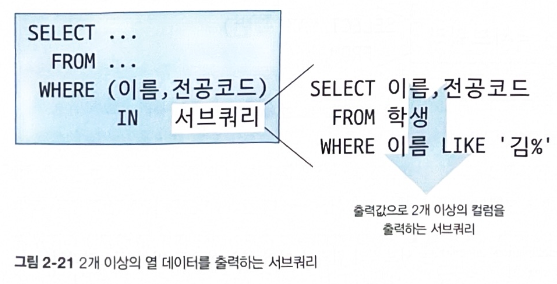 SELECT ...
FROM ...
WHERE (이름,전공코드)
IN 서브쿼리
SELECT 이름,전공코드
FROM 학생
WHERE 이름 LIKE '김%'
출력값으로 2개 이상의 컬럼을
출력하는 서브쿼리
그림 2-21 2개 이상의 열 데이터를 출력하는 서브쿼리